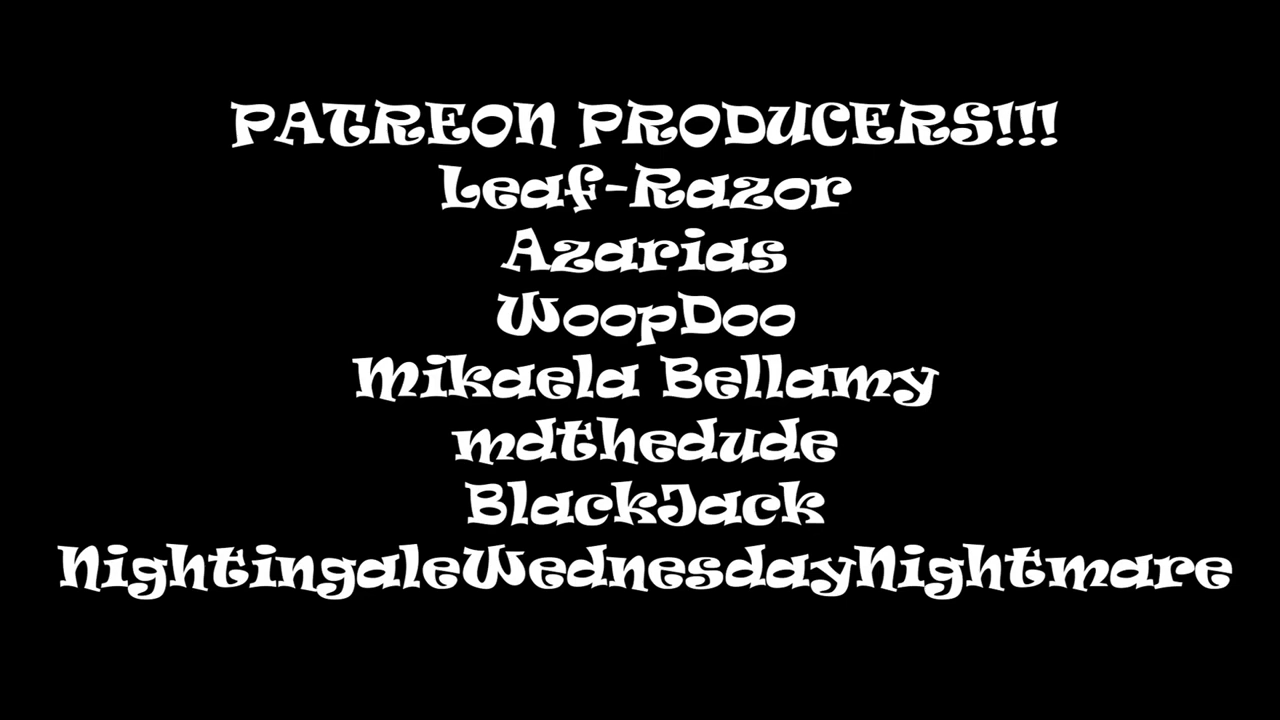 PATREON PRODUCERS!!!
Leaf-Razor
Azarias
WoopDoo
Mikaela Bellamy
mdthedude
BlackJack
NightingaleWednesdayNightmare